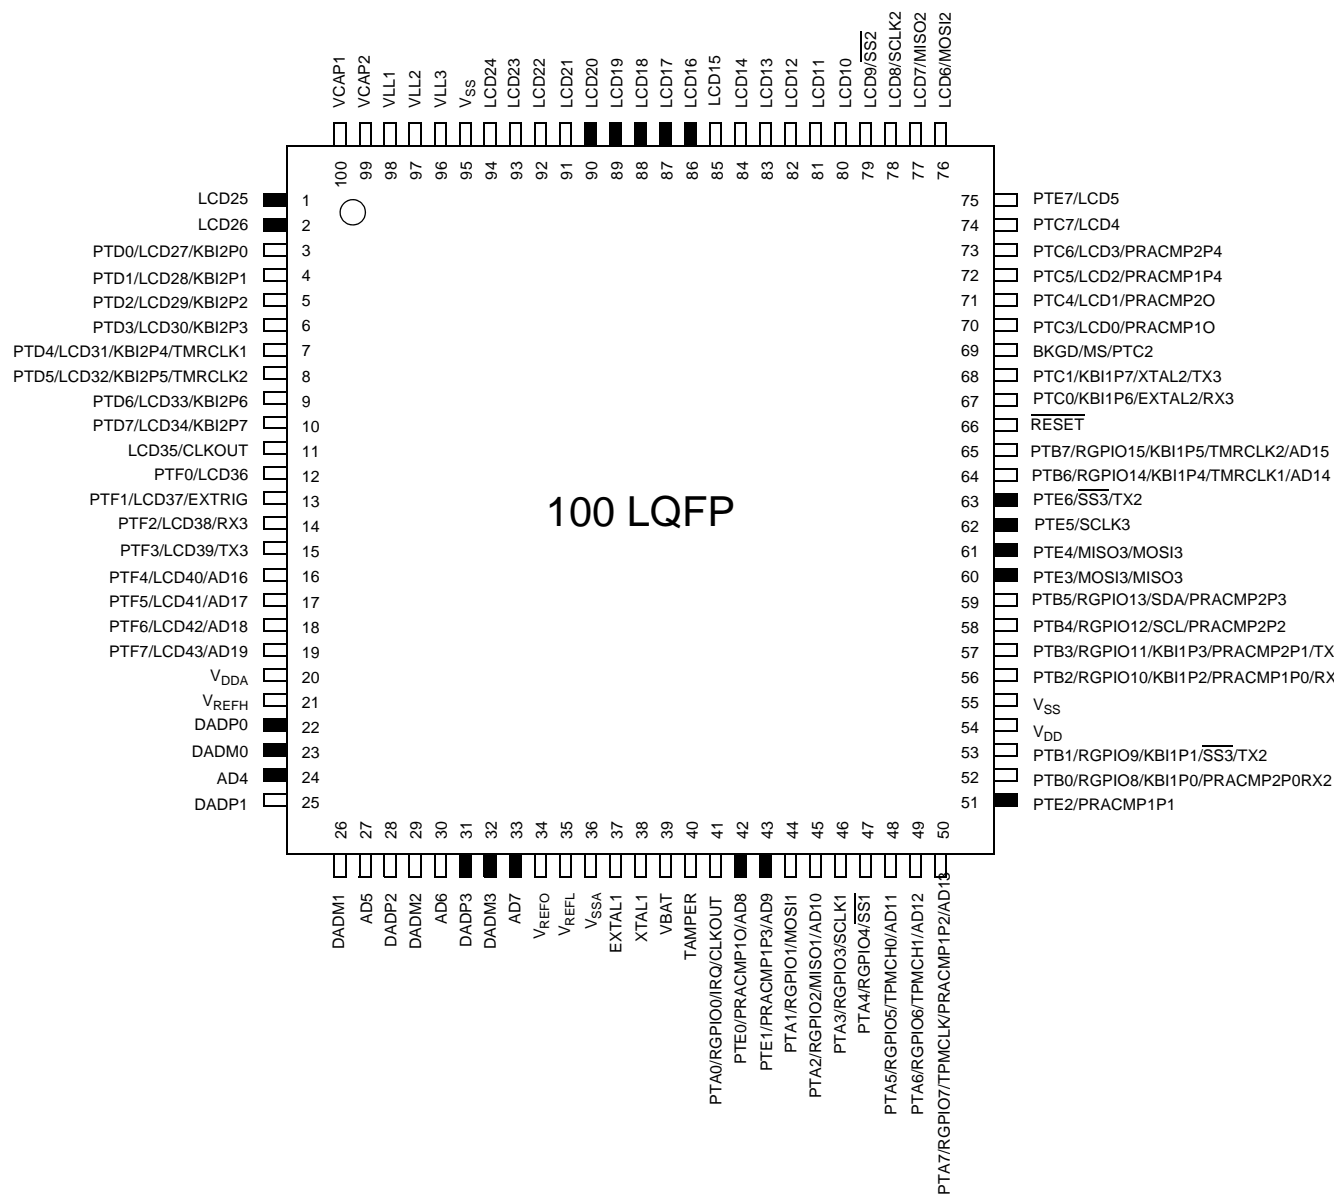 VCAP1
VCAP2
VLL1
VLL2
VLL3
VSS
LCD24
LCD23
LCD22
LCD21
LCD20
LCD19
LCD18
LCD17
LCD16
LCD15
LCD14
LCD13
LCD12
LCD11
LCD10
LCD9/SS2
LCD8/SCLK2
LCD7/MISO2
LCD6/MOSI2
100
99
98
97
96
95
94
93
92
91
90
89
88
87
86
85
84
83
82
81
80
79
78
77
76
LCD25 1
LCD26 2
PTD0/LCD27/KBI2P0 3
PTD1/LCD28/KBI2P1 4
PTD2/LCD29/KBI2P2 5
PTD3/LCD30/KBI2P3 6
PTD4/LCD31/KBI2P4/TMRCLK1 7
PTD5/LCD32/KBI2P5/TMRCLK2 8
PTD6/LCD33/KBI2P6 9
PTD7/LCD34/KBI2P7 10
LCD35/CLKOUT 11
PTF0/LCD36 12
PTF1/LCD37/EXTRIG 13
PTF2/LCD38/RX3 14
PTF3/LCD39/TX3 15
PTF4/LCD40/AD16 16
PTF5/LCD41/AD17 17
PTF6/LCD42/AD18 18
PTF7/LCD43/AD19 19
VDDA 20
VREFH 21
DADP0 22
DADM0 23
AD4 24
DADP1 25
100 LQFP
75 PTE7/LCD5
74 PTC7/LCD4
73 PTC6/LCD3/PRACMP2P4
72 PTC5/LCD2/PRACMP1P4
71 PTC4/LCD1/PRACMP2O
70 PTC3/LCD0/PRACMP1O
69 BKGD/MS/PTC2
68 PTC1/KBI1P7/XTAL2/TX3
67 PTC0/KBI1P6/EXTAL2/RX3
66 RESET
65 PTB7/RGPIO15/KBI1P5/TMRCLK2/AD15
64 PTB6/RGPIO14/KBI1P4/TMRCLK1/AD14
63 PTE6/SS3/TX2
62 PTE5/SCLK3
61 PTE4/MISO3/MOSI3
60 PTE3/MOSI3/MISO3
59 PTB5/RGPIO13/SDA/PRACMP2P3
58 PTB4/RGPIO12/SCL/PRACMP2P2
57 PTB3/RGPIO11/KBI1P3/PRACMP2P1/TX
56 PTB2/RGPIO10/KBI1P2/PRACMP1P0/RX
55 VSS
54 VDD
53 PTB1/RGPIO9/KBI1P1/SS3/TX2
52 PTB0/RGPIO8/KBI1P0/PRACMP2P0RX2
51 PTE2/PRACMP1P1
26
27
28
29
30
31
32
33
34
35
36
37
38
39
40
41
42
43
44
45
46
47
48
49
50
DADM1
AD5
DADP2
DADM2
AD6
DADP3
DADM3
AD7
VREFO
VREFL
VSSA
EXTAL1
XTAL1
VBAT
TAMPER
PTA0/RGPIO0/IRQ/CLKOUT
PTE0/PRACMP1O/AD8
PTE1/PRACMP1P3/AD9
PTA1/RGPIO1/MOSI1
PTA2/RGPIO2/MISO1/AD10
PTA3/RGPIO3/SCLK1
PTA4/RGPIO4/SS1
PTA5/RGPIO5/TPMCH0/AD11
PTA6/RGPIO6/TPMCH1/AD12
PTA7/RGPIO7/TPMCLK/PRACMP1P2/AD13